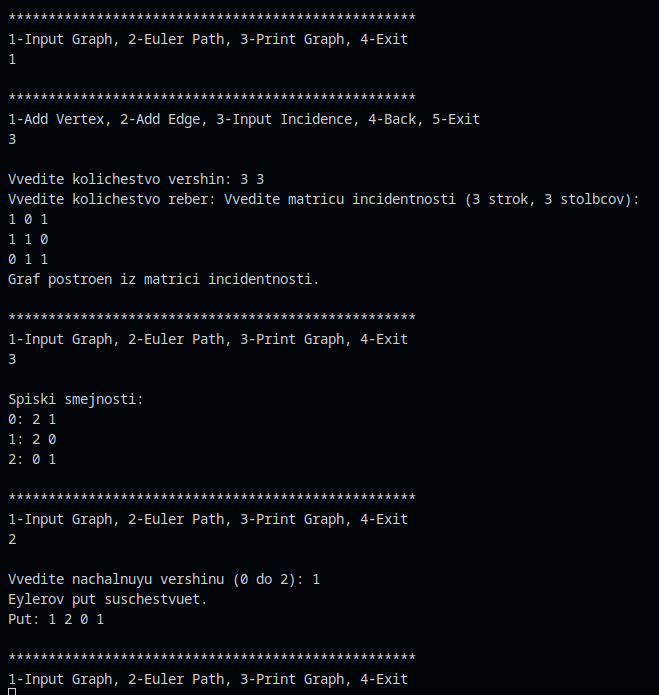 ***************************************************
1-Input Graph, 2-Euler Path, 3-Print Graph, 4-Exit
1
***************************************************
1-Add Vertex, 2-Add Edge, 3-Input Incidence, 4-Back, 5-Exit
3
Vvedite kolichestvo vershin: 3 3
Vvedite kolichestvo reber: Vvedite matricu incidentnosti (3 strok, 3 stolbcov):
1 0 1
1 1 0
0 1 1
Graf postroen iz matrici incidentnosti.
***************************************************
1-Input Graph, 2-Euler Path, 3-Print Graph, 4-Exit
3
Spiski smejnosti:
0: 2 1
1: 2 0
2: 0 1
***************************************************
1-Input Graph, 2-Euler Path, 3-Print Graph, 4-Exit
2
Vvedite nachalnuyu vershinu (0 do 2): 1
Eylerov put suschestvuet.
Put: 1 2 0 1
***************************************************
1-Input Graph, 2-Euler Path, 3-Print Graph, 4-Exit